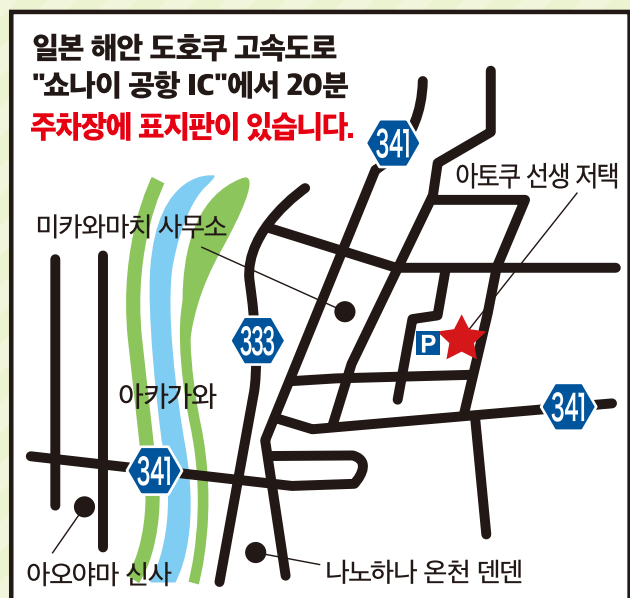 일본 해안 도호쿠 고속도로
"쇼나이 공항 IC"에서 20분
주차장에 표지판이 있습니다.
341
아토쿠 선생 저택
미카와마치 사무소
333
P
아카가와
341
341
아오야마 신사
나노하나 온천 덴덴